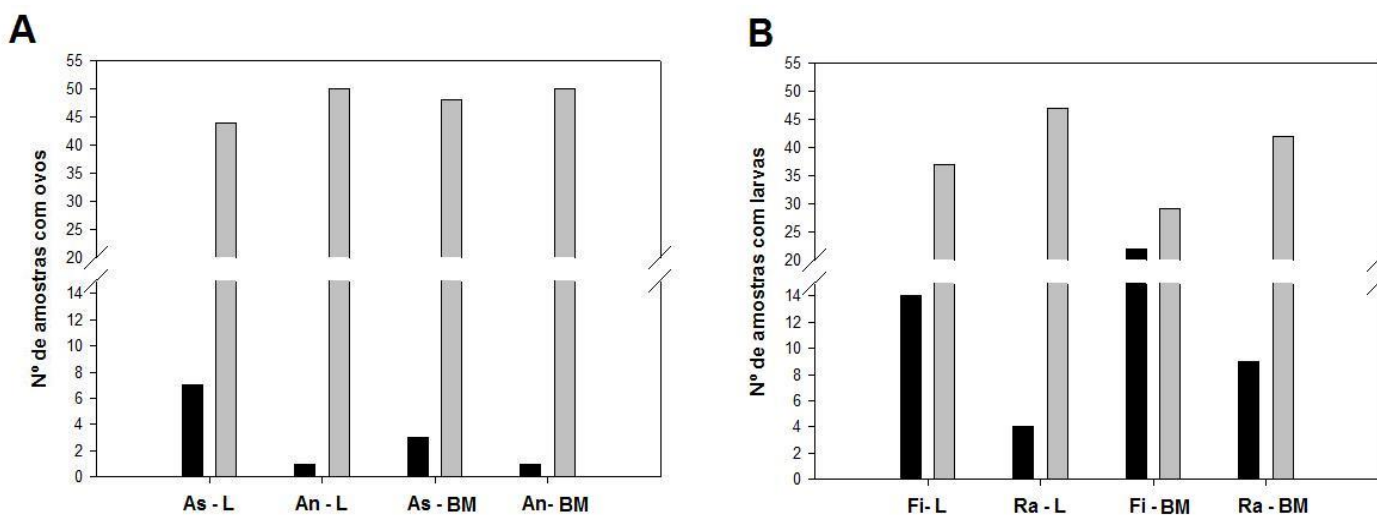 A
Nº de amostras com ovos
55
50
45
40
35
30
25
20
14
12
10
8
6
4
2
0
As - L
An - L
As - BM
An- BM
B
Nº de amostras com larvas
55
50
45
40
35
30
25
20
14
12
10
8
6
4
2
0
Fi- L
Ra - L
Fi - BM
Ra - BM